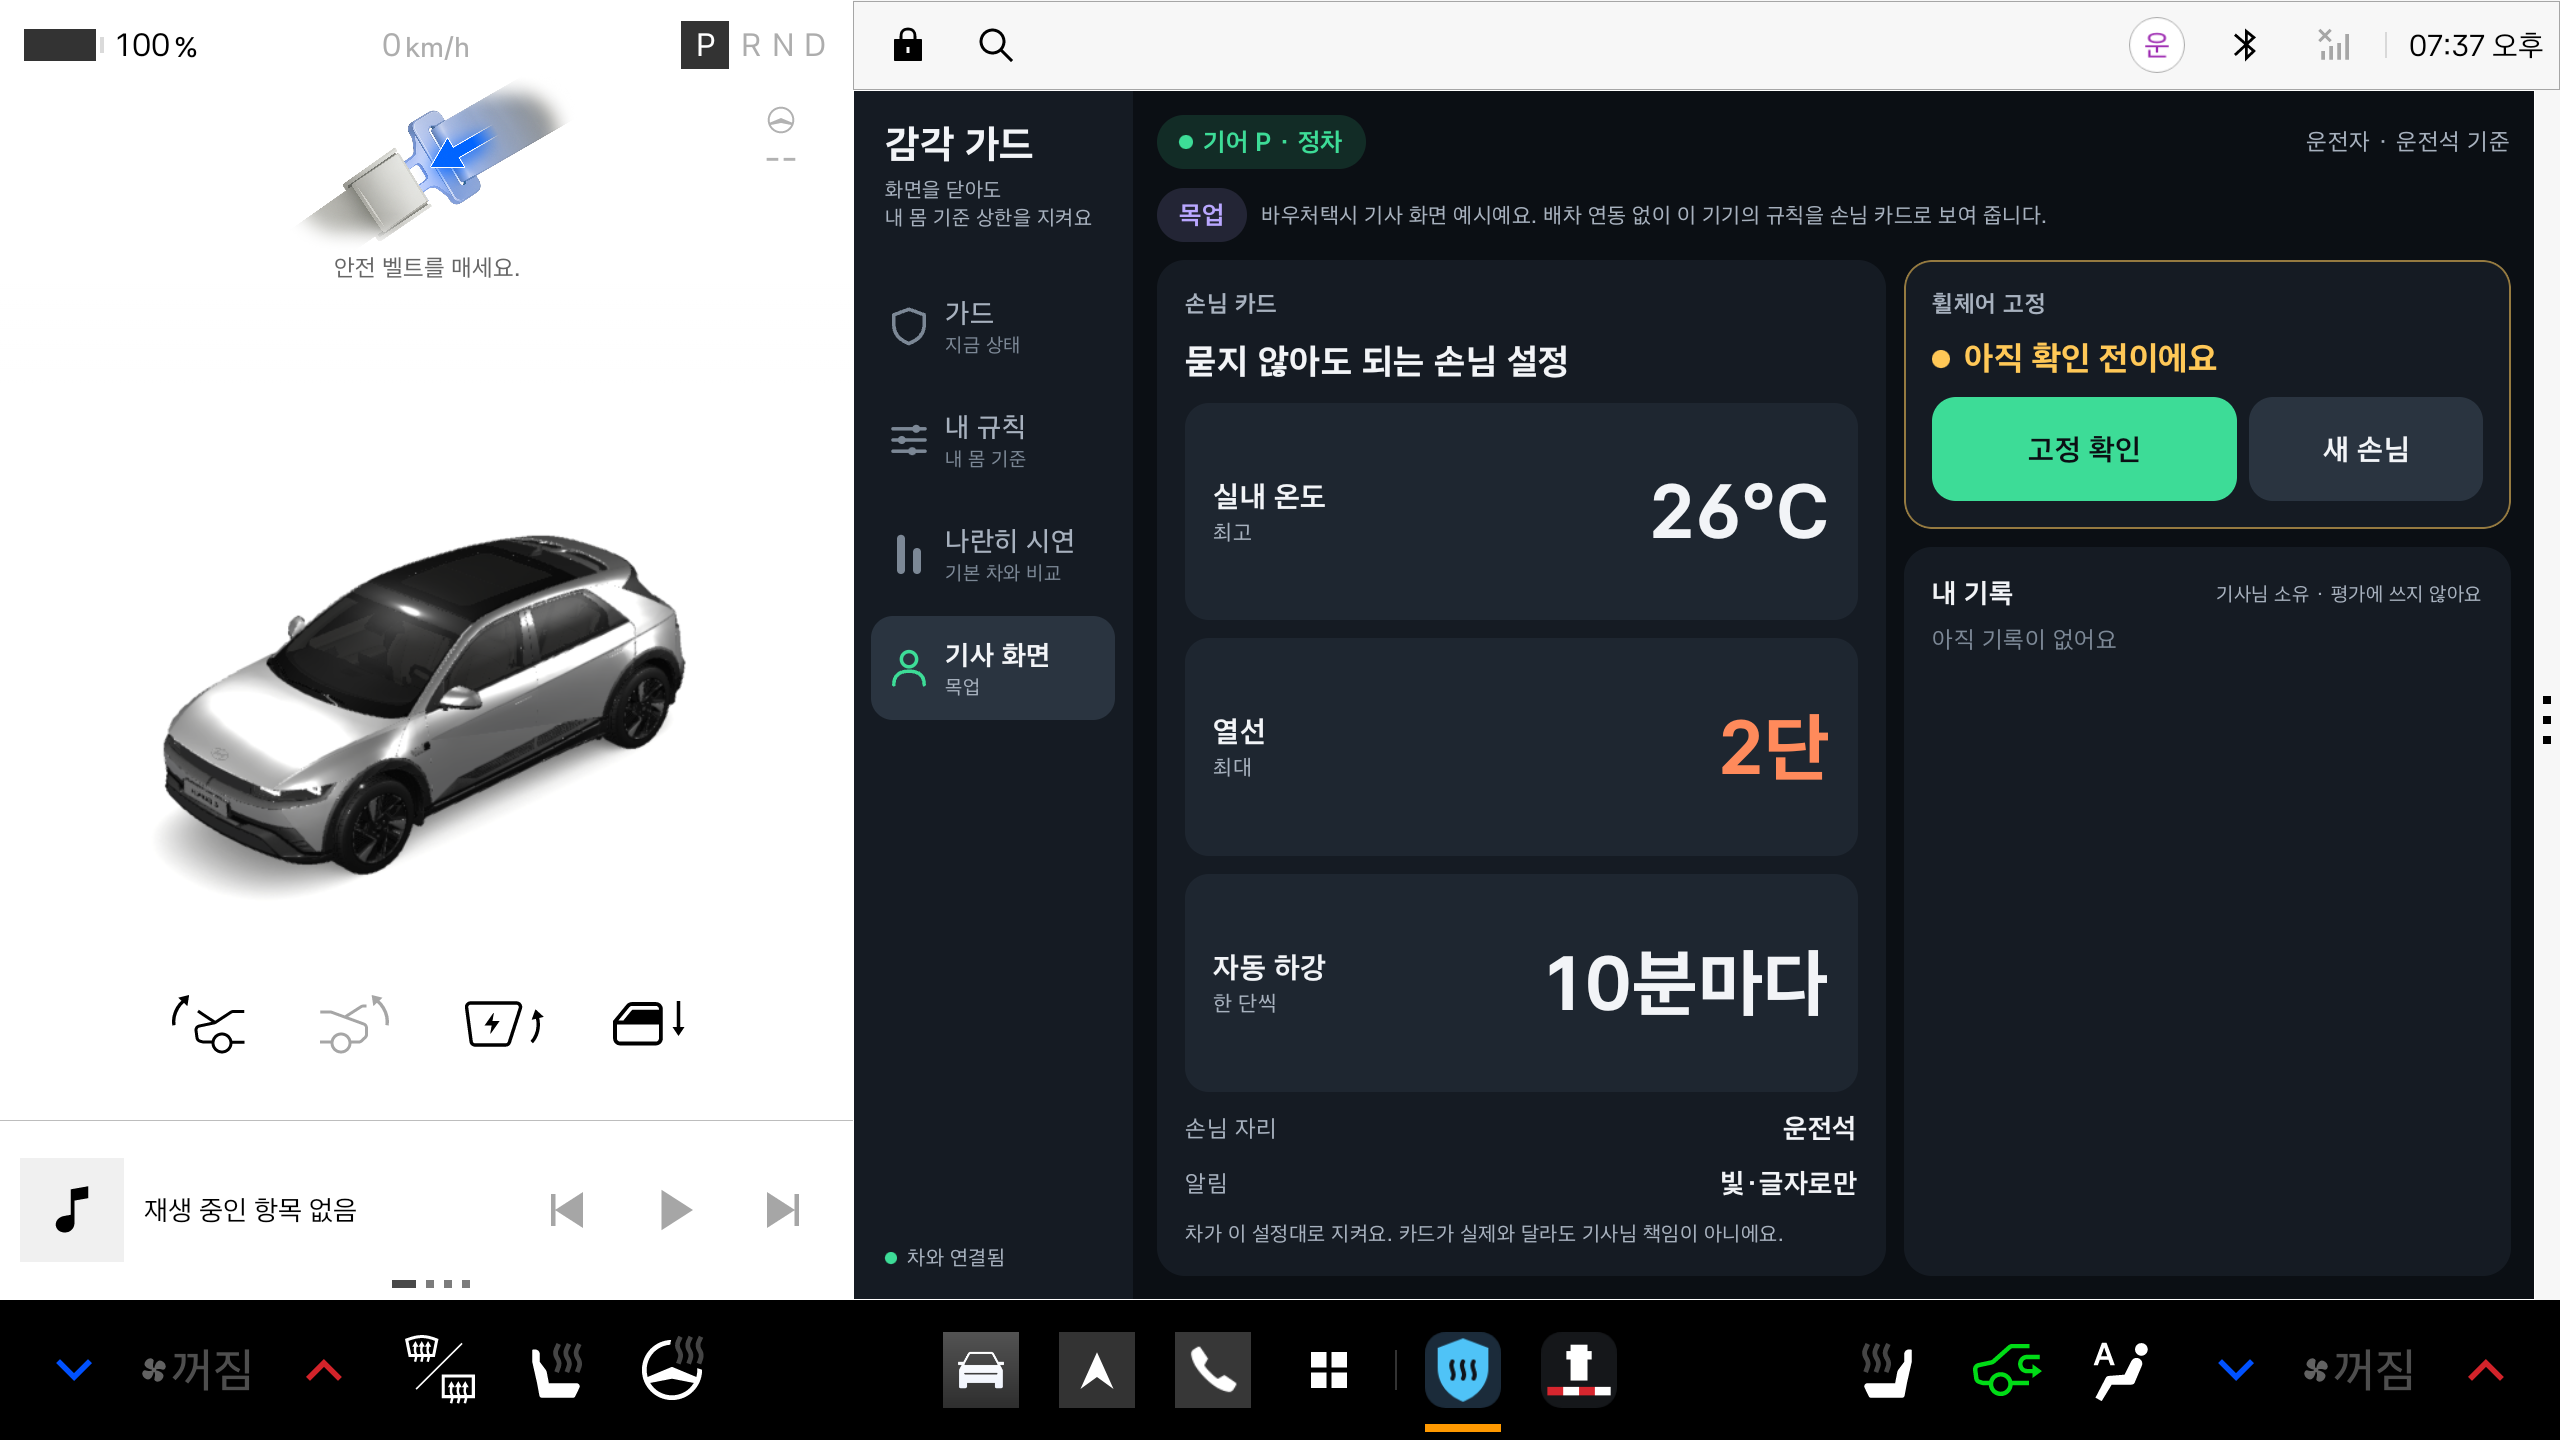 100 %
0 km/h
P R N D
안전 벨트를 매세요.
재생 중인 항목 없음
운
07:37 오후
감각 가드
화면을 닫아도
내 몸 기준 상한을 지켜요
가드
지금 상태
내 규칙
내 몸 기준
나란히 시연
기본 차와 비교
기사 화면
목업
차와 연결됨
기어 P · 정차
운전자 · 운전석 기준
목업
바우처택시 기사 화면 예시예요. 배차 연동 없이 이 기기의 규칙을 손님 카드로 보여 줍니다.
손님 카드
묻지 않아도 되는 손님 설정
실내 온도
최고
26°C
열선
최대
2단
자동 하강
한 단씩
10분마다
손님 자리
운전석
알림
빛·글자로만
차가 이 설정대로 지켜요. 카드가 실제와 달라도 기사님 책임이 아니에요.
휠체어 고정
아직 확인 전이에요
고정 확인
새 손님
내 기록
기사님 소유 · 평가에 쓰지 않아요
아직 기록이 없어요
꺼짐
A
꺼짐